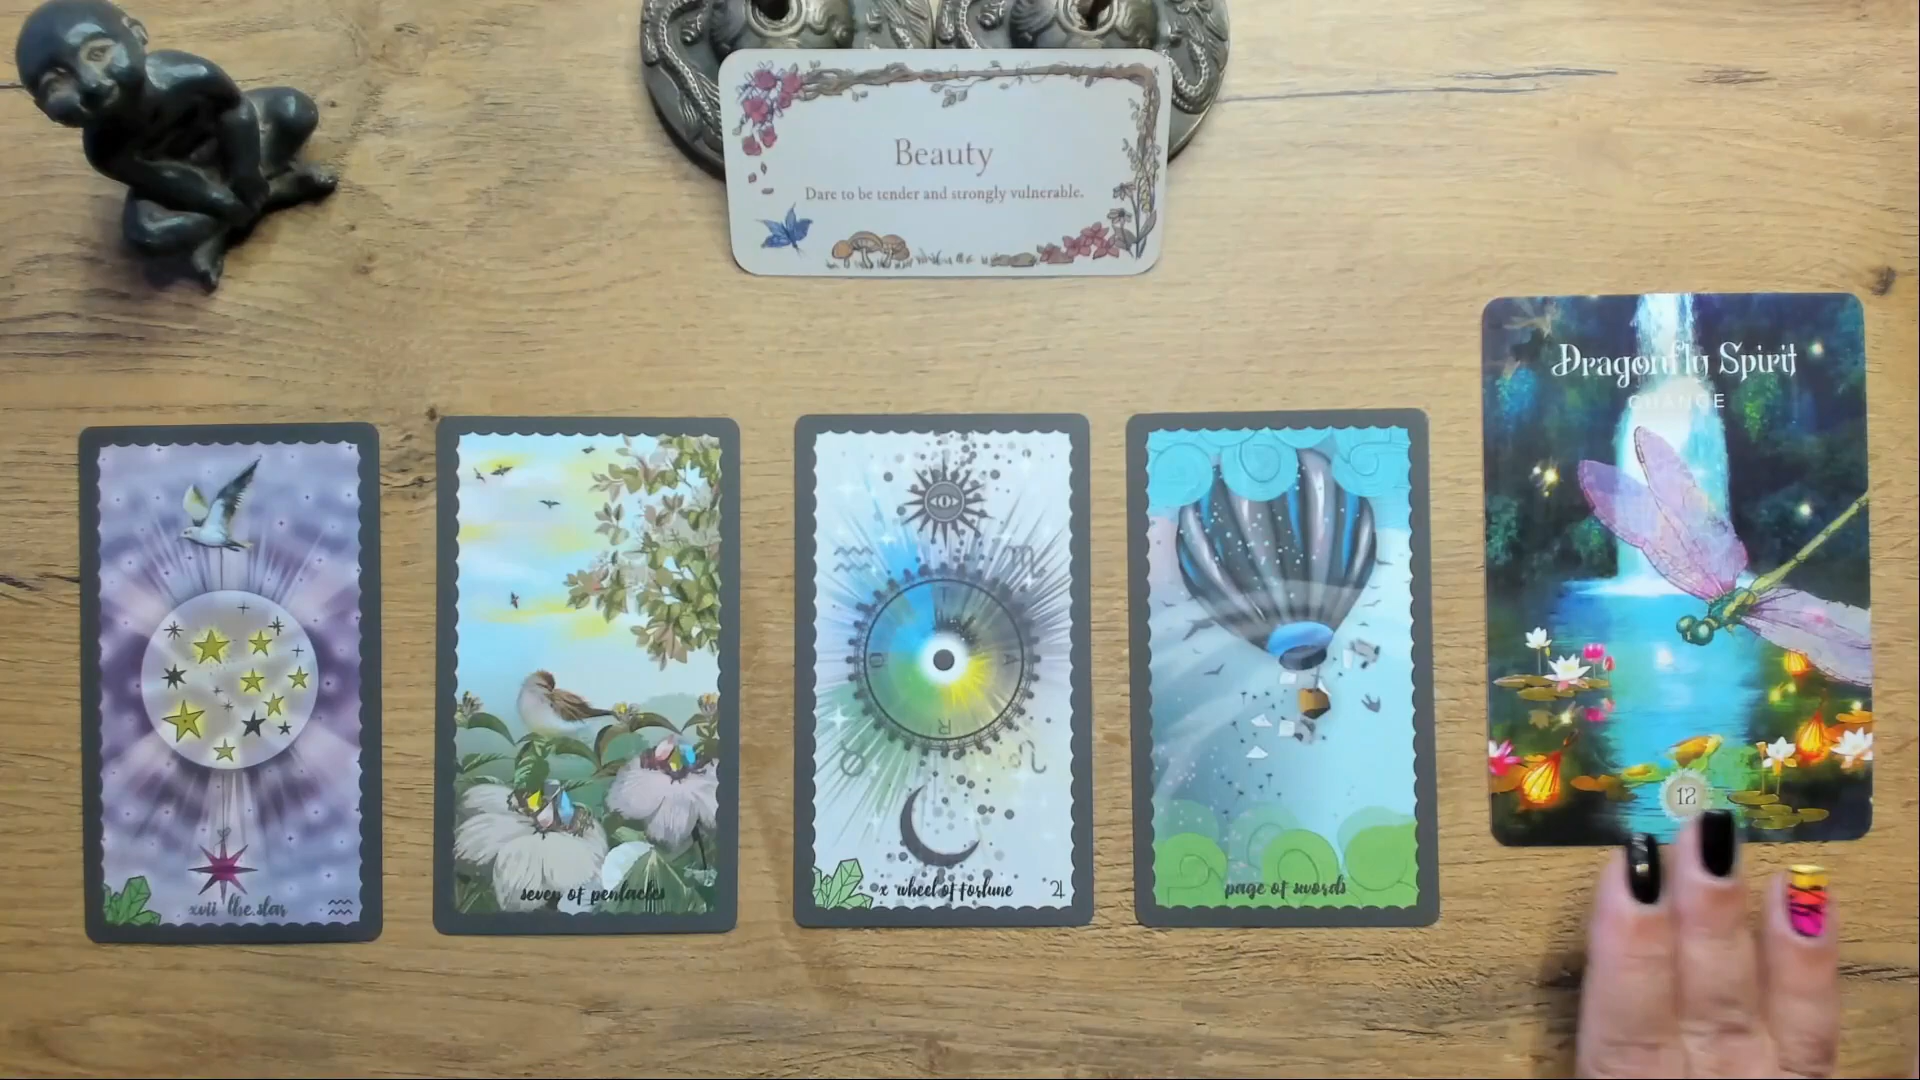 Beauty
Dare to be tender and strongly vulnerable.
Dragonfly Spirit
CHANGE
12
xvii the star
seven of pentacles
T
A
R
O
x wheel of fortune
page of swords